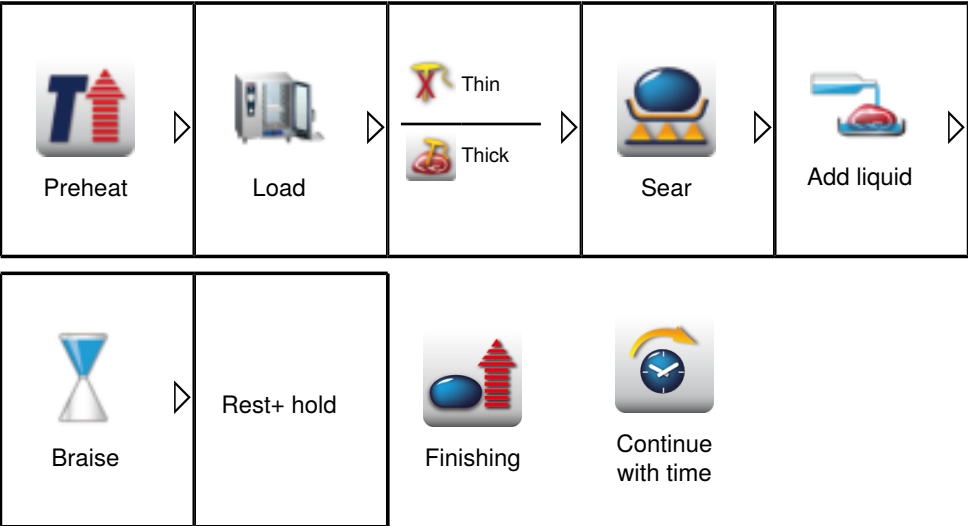 Preheat
Load
Thin
Thick
Sear
Add liquid
Braise
Rest+ hold
Finishing
Continue
with time